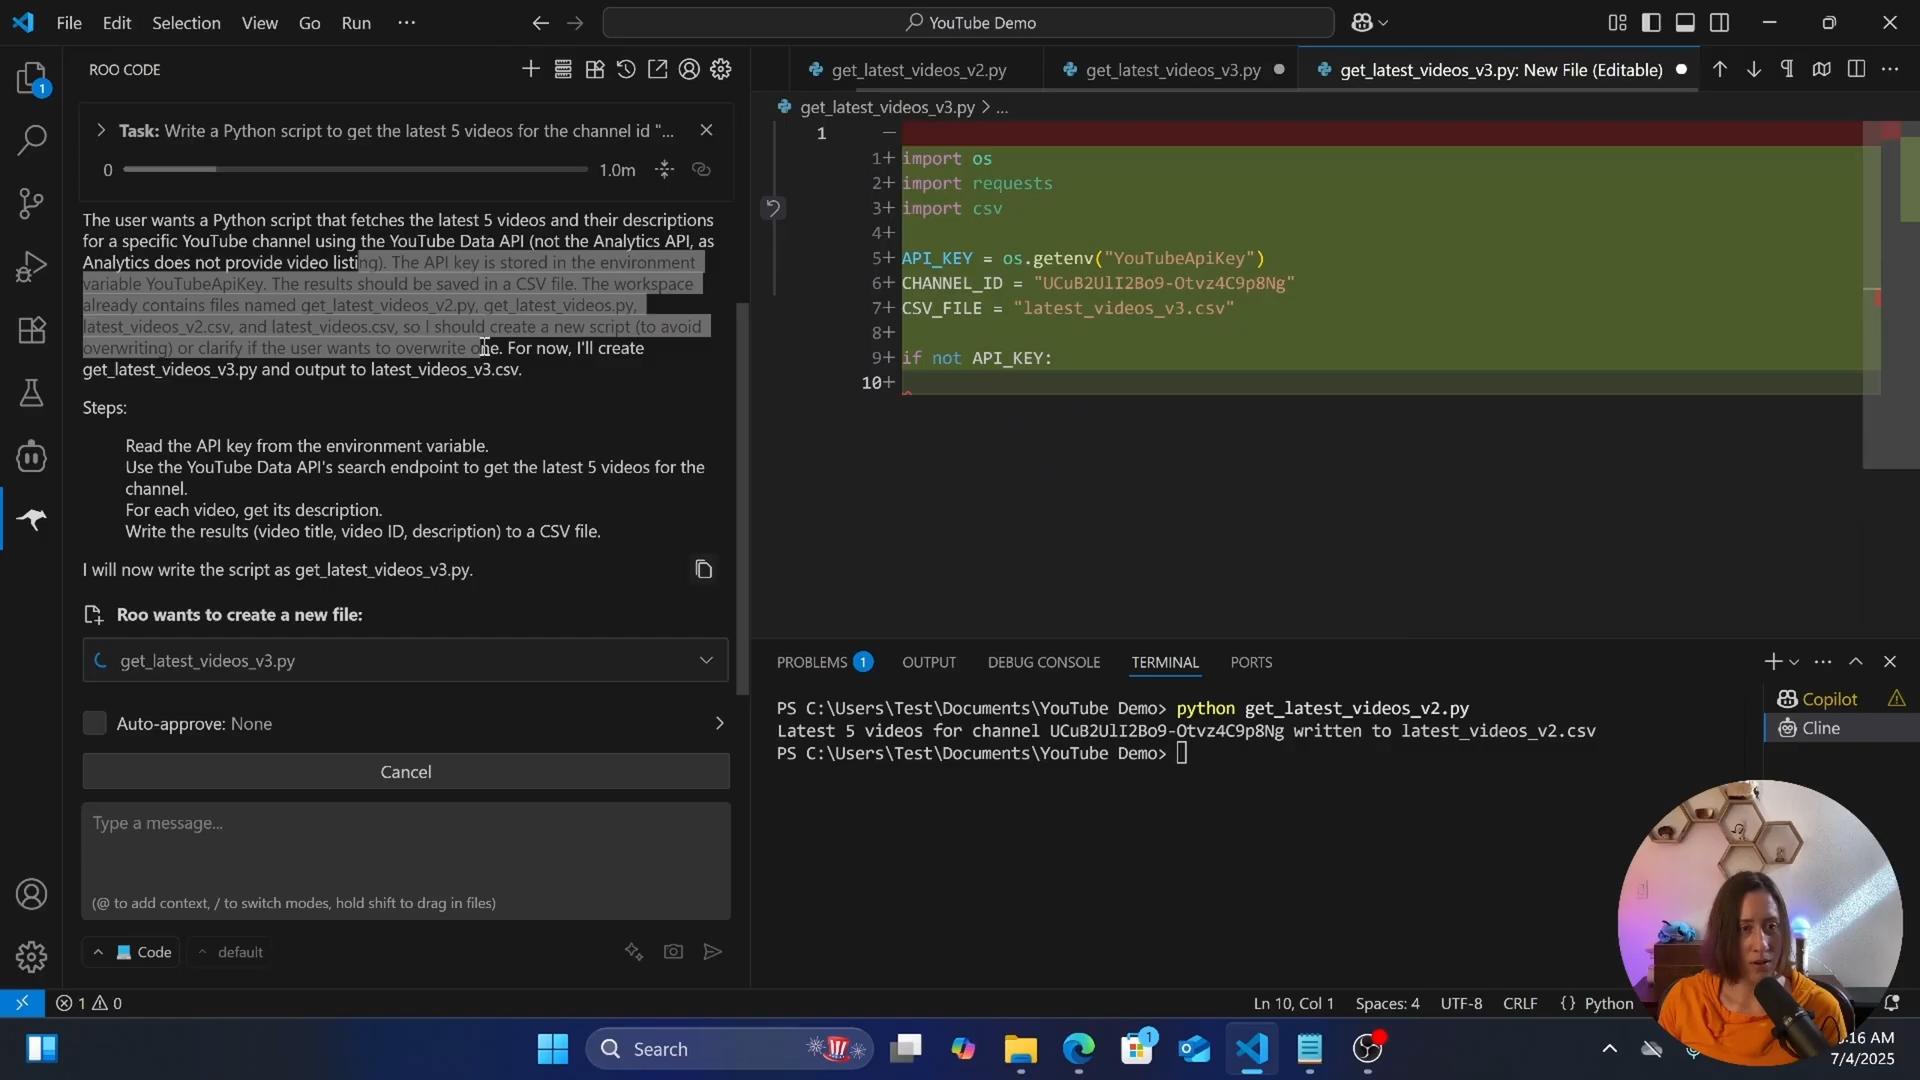 File Edit Selection View Go Run ···
YouTube Demo
1
ROO CODE
Task: Write a Python script to get the latest 5 videos for the channel id "...
0 1.0m
The user wants a Python script that fetches the latest 5 videos and their descriptions
for a specific YouTube channel using the YouTube Data API (not the Analytics API, as
Analytics does not provide video listing). The API key is stored in the environment
variable YouTubeApiKey. The results should be saved in a CSV file. The workspace
already contains files named get_latest_videos_v2.py, get_latest_videos.py,
latest_videos_v2.csv, and latest_videos.csv, so I should create a new script (to avoid
overwriting) or clarify if the user wants to overwrite one. For now, I'll create
get_latest_videos_v3.py and output to latest_videos_v3.csv.
Steps:
Read the API key from the environment variable.
Use the YouTube Data API's search endpoint to get the latest 5 videos for the
channel.
For each video, get its description.
Write the results (video title, video ID, description) to a CSV file.
I will now write the script as get_latest_videos_v3.py.
Roo wants to create a new file:
get_latest_videos_v3.py
Auto-approve: None
Cancel
Type a message...
(@ to add context, / to switch modes, hold shift to drag in files)
Code default
get_latest_videos_v2.py get_latest_videos_v3.py get_latest_videos_v3.py: New File (Editable)
get_latest_videos_v3.py > ...
1 —
1+ import os
2+ import requests
3+ import csv
4+
5+ API_KEY = os.getenv("YouTubeApiKey")
6+ CHANNEL_ID = "UCuB2UlI2Bo9-Otvz4C9p8Ng"
7+ CSV_FILE = "latest_videos_v3.csv"
8+
9+ if not API_KEY:
10+
PROBLEMS 1 OUTPUT DEBUG CONSOLE TERMINAL PORTS
PS C:\Users\Test\Documents\YouTube Demo> python get_latest_videos_v2.py
Latest 5 videos for channel UCuB2UlI2Bo9-Otvz4C9p8Ng written to latest_videos_v2.csv
PS C:\Users\Test\Documents\YouTube Demo>
Copilot
Cline
1 0
Ln 10, Col 1 Spaces: 4 UTF-8 CRLF {} Python
Search
1
:16 AM
7/4/2025